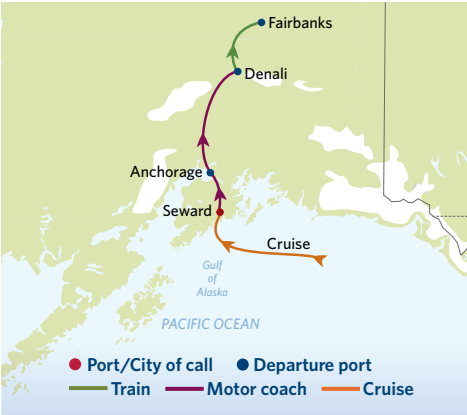 Fairbanks
Denali
Anchorage
Seward
Cruise
Gulf
of
Alaska
PACIFIC OCEAN
Port/City of call Departure port
Train Motor coach Cruise